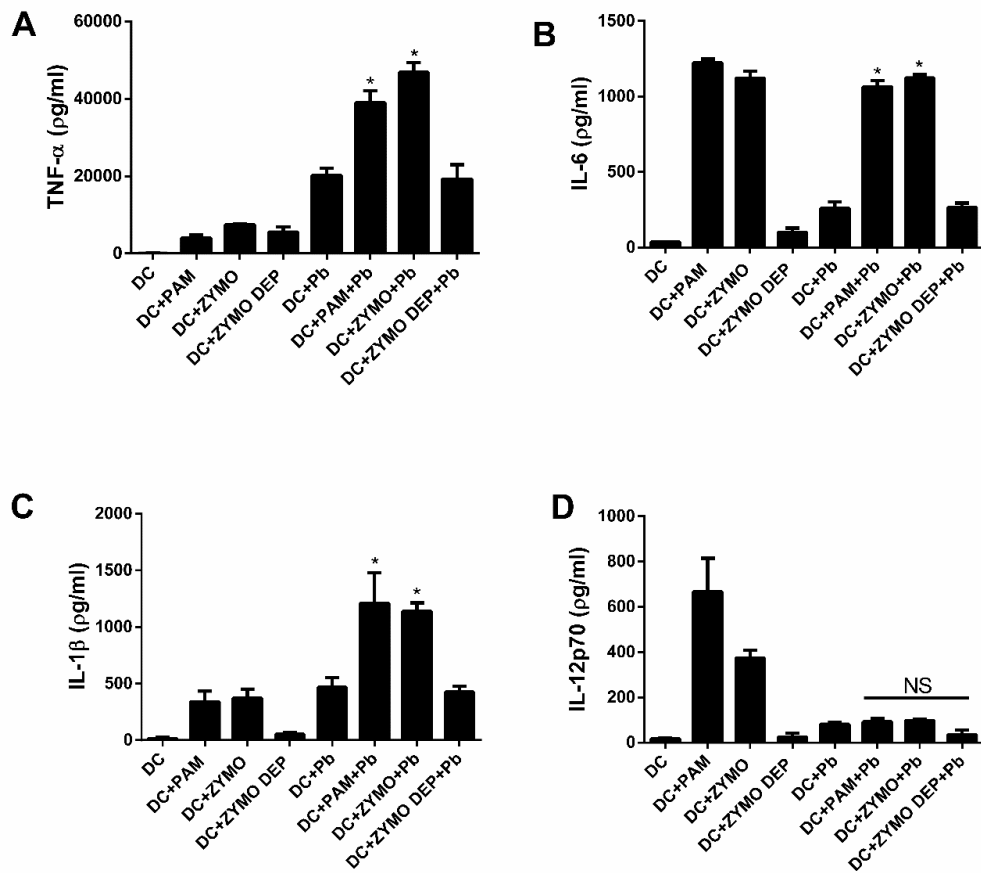 A
TNF-α (ρg/ml)
60000
40000
20000
0
*
*
DC
DC+PAM
DC+ZYMO
DC+ZYMO DEP
DC+Pb
DC+PAM+Pb
DC+ZYMO+Pb
DC+ZYMO DEP+Pb
B
IL-6 (ρg/ml)
1500
1000
500
0
*
*
DC
DC+PAM
DC+ZYMO
DC+ZYMO DEP
DC+Pb
DC+PAM+Pb
DC+ZYMO+Pb
DC+ZYMO DEP+Pb
C
IL-1β (ρg/ml)
2000
1500
1000
500
0
*
*
DC
DC+PAM
DC+ZYMO
DC+ZYMO DEP
DC+Pb
DC+PAM+Pb
DC+ZYMO+Pb
DC+ZYMO DEP+Pb
D
IL-12p70 (ρg/ml)
1000
800
600
400
200
0
NS
DC
DC+PAM
DC+ZYMO
DC+ZYMO DEP
DC+Pb
DC+PAM+Pb
DC+ZYMO+Pb
DC+ZYMO DEP+Pb